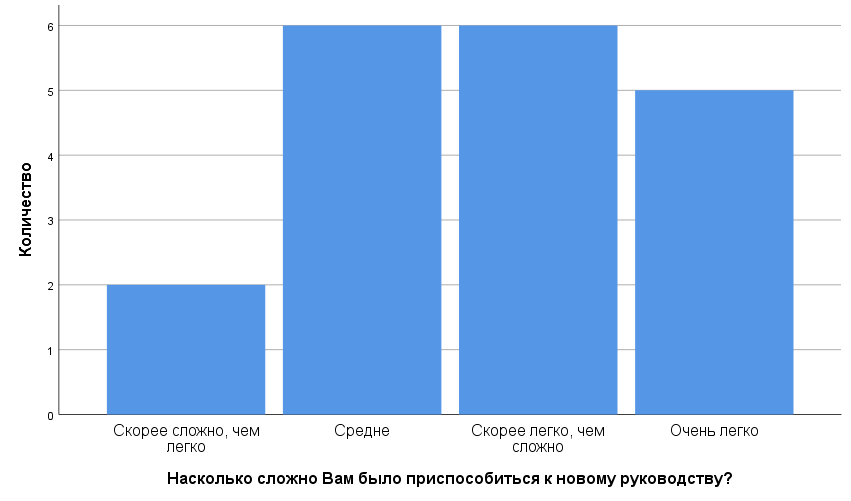 6
5
4
3
2
1
0
Количество
Скорее сложно, чем
легко
Средне
Скорее легко, чем
сложно
Очень легко
Насколько сложно Вам было приспособиться к новому руководству?